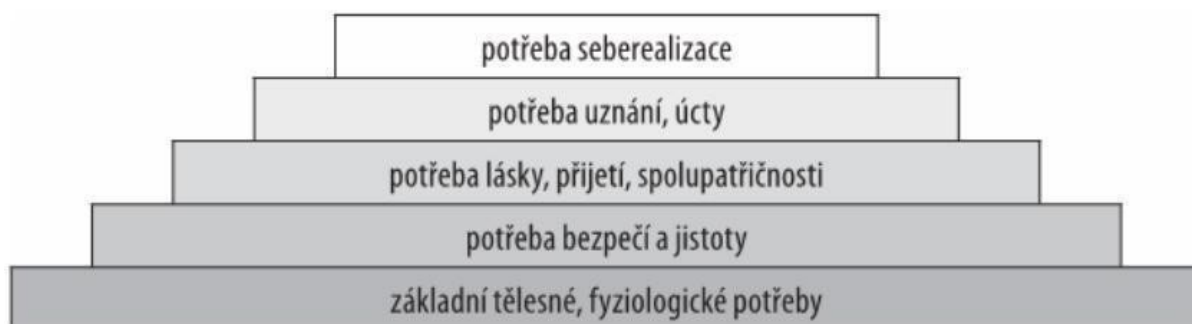 potřeba seberealizace
potřeba uznání, úcty
potřeba lásky, přijetí, spolupatřičnosti
potřeba bezpečí a jistoty
základní tělesné, fyziologické potřeby